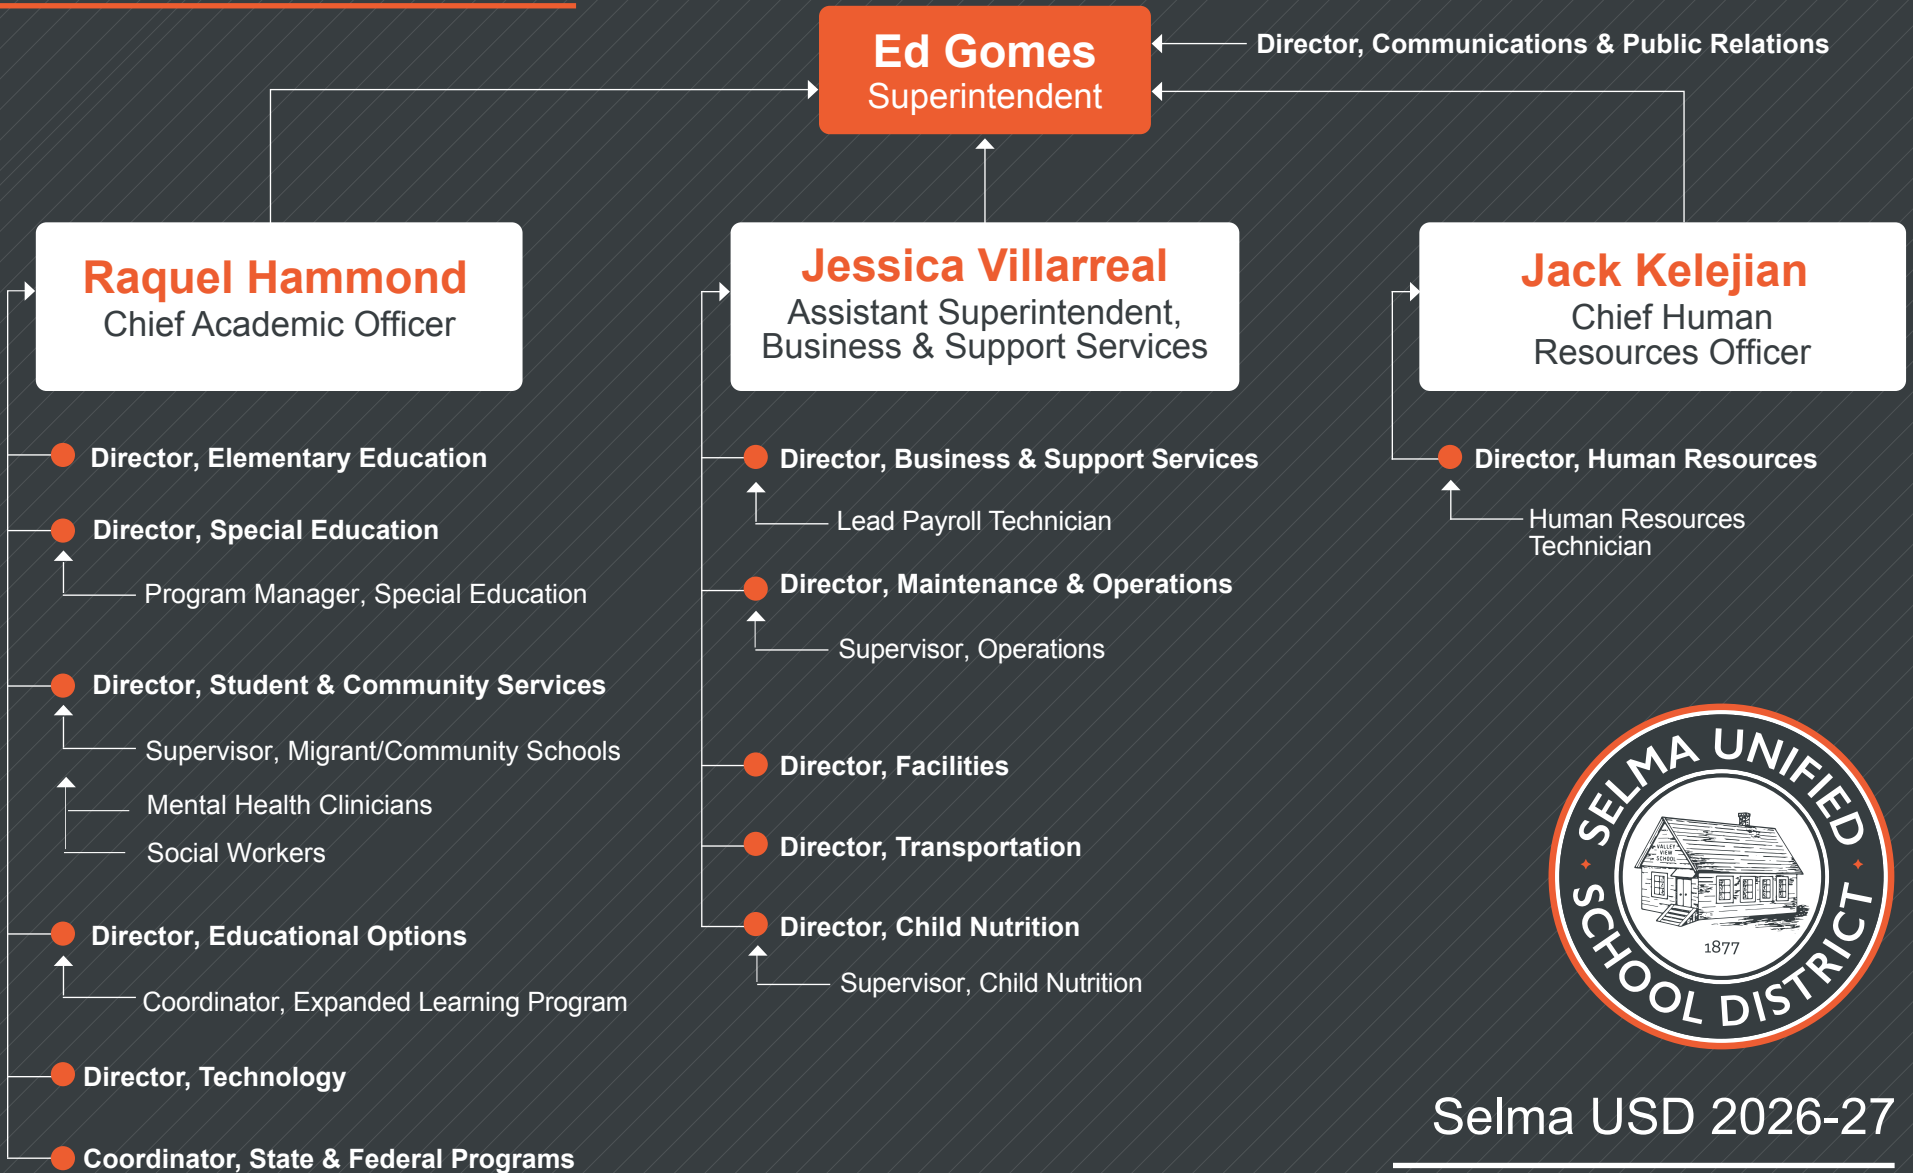 Ed Gomes
Superintendent
Director, Communications & Public Relations
Raquel Hammond
Chief Academic Officer
Director, Elementary Education
Director, Special Education
Program Manager, Special Education
Director, Student & Community Services
Supervisor, Migrant/Community Schools
Mental Health Clinicians
Social Workers
Director, Educational Options
Coordinator, Expanded Learning Program
Director, Technology
Coordinator, State & Federal Programs
Jessica Villarreal
Assistant Superintendent,
Business & Support Services
Director, Business & Support Services
Lead Payroll Technician
Director, Maintenance & Operations
Supervisor, Operations
Director, Facilities
Director, Transportation
Director, Child Nutrition
Supervisor, Child Nutrition
Jack Kelejian
Chief Human
Resources Officer
Director, Human Resources
Human Resources
Technician
SELMA UNIFIED
SCHOOL DISTRICT
VALLEY
VIEW
SCHOOL
1877
Selma USD 2026-27